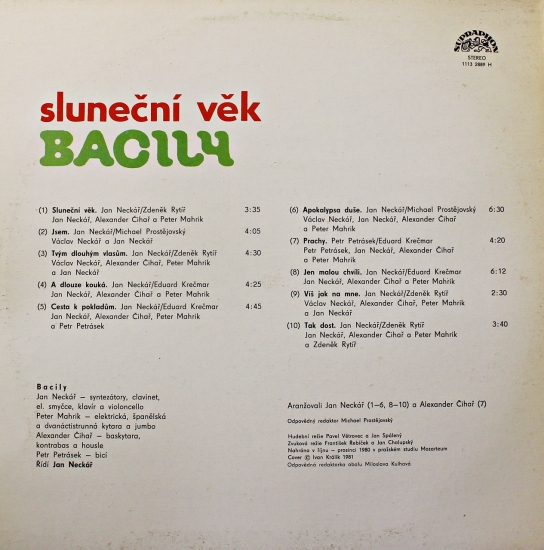 SUPRAPHON
STEREO
1113 2889 H
sluneční věk
BACILY
(1) Sluneční věk. Jan Neckář/Zdeněk Rytíř 3:35
Jan Neckář, Alexander Čihař a Peter Mahrik
(2) Jsem. Jan Neckář/Michael Prostějovský 4:05
Václav Neckář a Jan Neckář
(3) Tvým dlouhým vlasům. Jan Neckář/Zdeněk Rytíř 4:30
Václav Neckář, Alexander Čihař, Peter Mahrik
a Jan Neckář
(4) A dlouze kouká. Jan Neckář/Eduard Krečmar 4:25
Jan Neckář, Alexander Čihař a Peter Mahrik
(5) Cesta k pokladům. Jan Neckář/Eduard Krečmar 4:45
Jan Neckář, Alexander Čihař, Peter Mahrik
a Petr Petrásek
(6) Apokalypsa duše. Jan Neckář/Michael Prostějovský 6:30
Václav Neckář, Jan Neckář, Alexander Čihař
a Peter Mahrik
(7) Prachy. Petr Petrásek/Eduard Krečmar 4:20
Petr Petrásek, Jan Neckář, Alexander Čihař
a Peter Mahrik
(8) Jen malou chvíli. Jan Neckář/Eduard Krečmar 6:12
Jan Neckář, Alexander Čihař a Peter Mahrik
(9) Víš jak na mne. Jan Neckář/Zdeněk Rytíř 2:30
Václav Neckář, Alexander Čihař, Peter Mahrik
a Jan Neckář
(10) Tak dost. Jan Neckář/Zdeněk Rytíř 3:40
Jan Neckář, Alexander Čihař a Peter Mahrik
a Zdeněk Rytíř
Bacily
Jan Neckář – syntezátory, clavinet,
el. smyčce, klavír a violoncello
Peter Mahrik – elektrická, španělská
a dvanáctistrunná kytara a jumbo
Alexander Čihař – baskytara,
kontrabas a housle
Petr Petrásek – bicí
Řídí Jan Neckář
Aranžovali Jan Neckář (1–6, 8–10) a Alexander Čihař (7)
Odpovědný redaktor Michael Prostějovský
Hudební režie Pavel Větrovec a Jan Spálený
Zvuková režie František Řebíček a Jan Chalupský
Nahráno v říjnu – prosinci 1980 v pražském studiu Mozarteum
Cover © Ivan Králík 1981
Odpovědná redaktorka obalu Miloslava Kulhavá